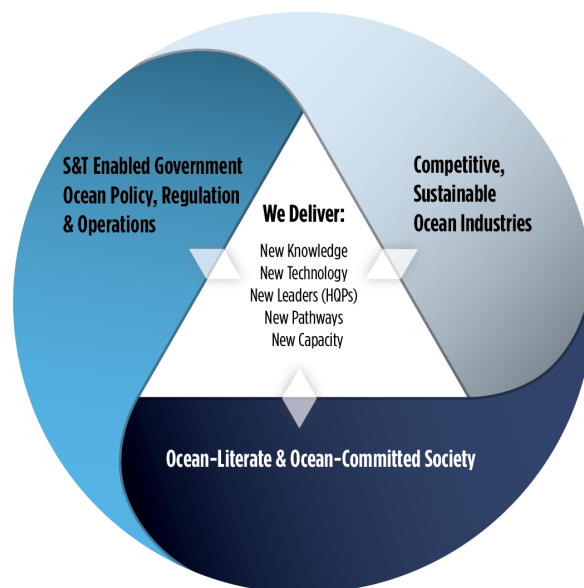 S&T Enabled Government
Ocean Policy, Regulation
& Operations
Competitive,
Sustainable
Ocean Industries
We Deliver:
New Knowledge
New Technology
New Leaders (HQPs)
New Pathways
New Capacity
Ocean-Literate & Ocean-Committed Society